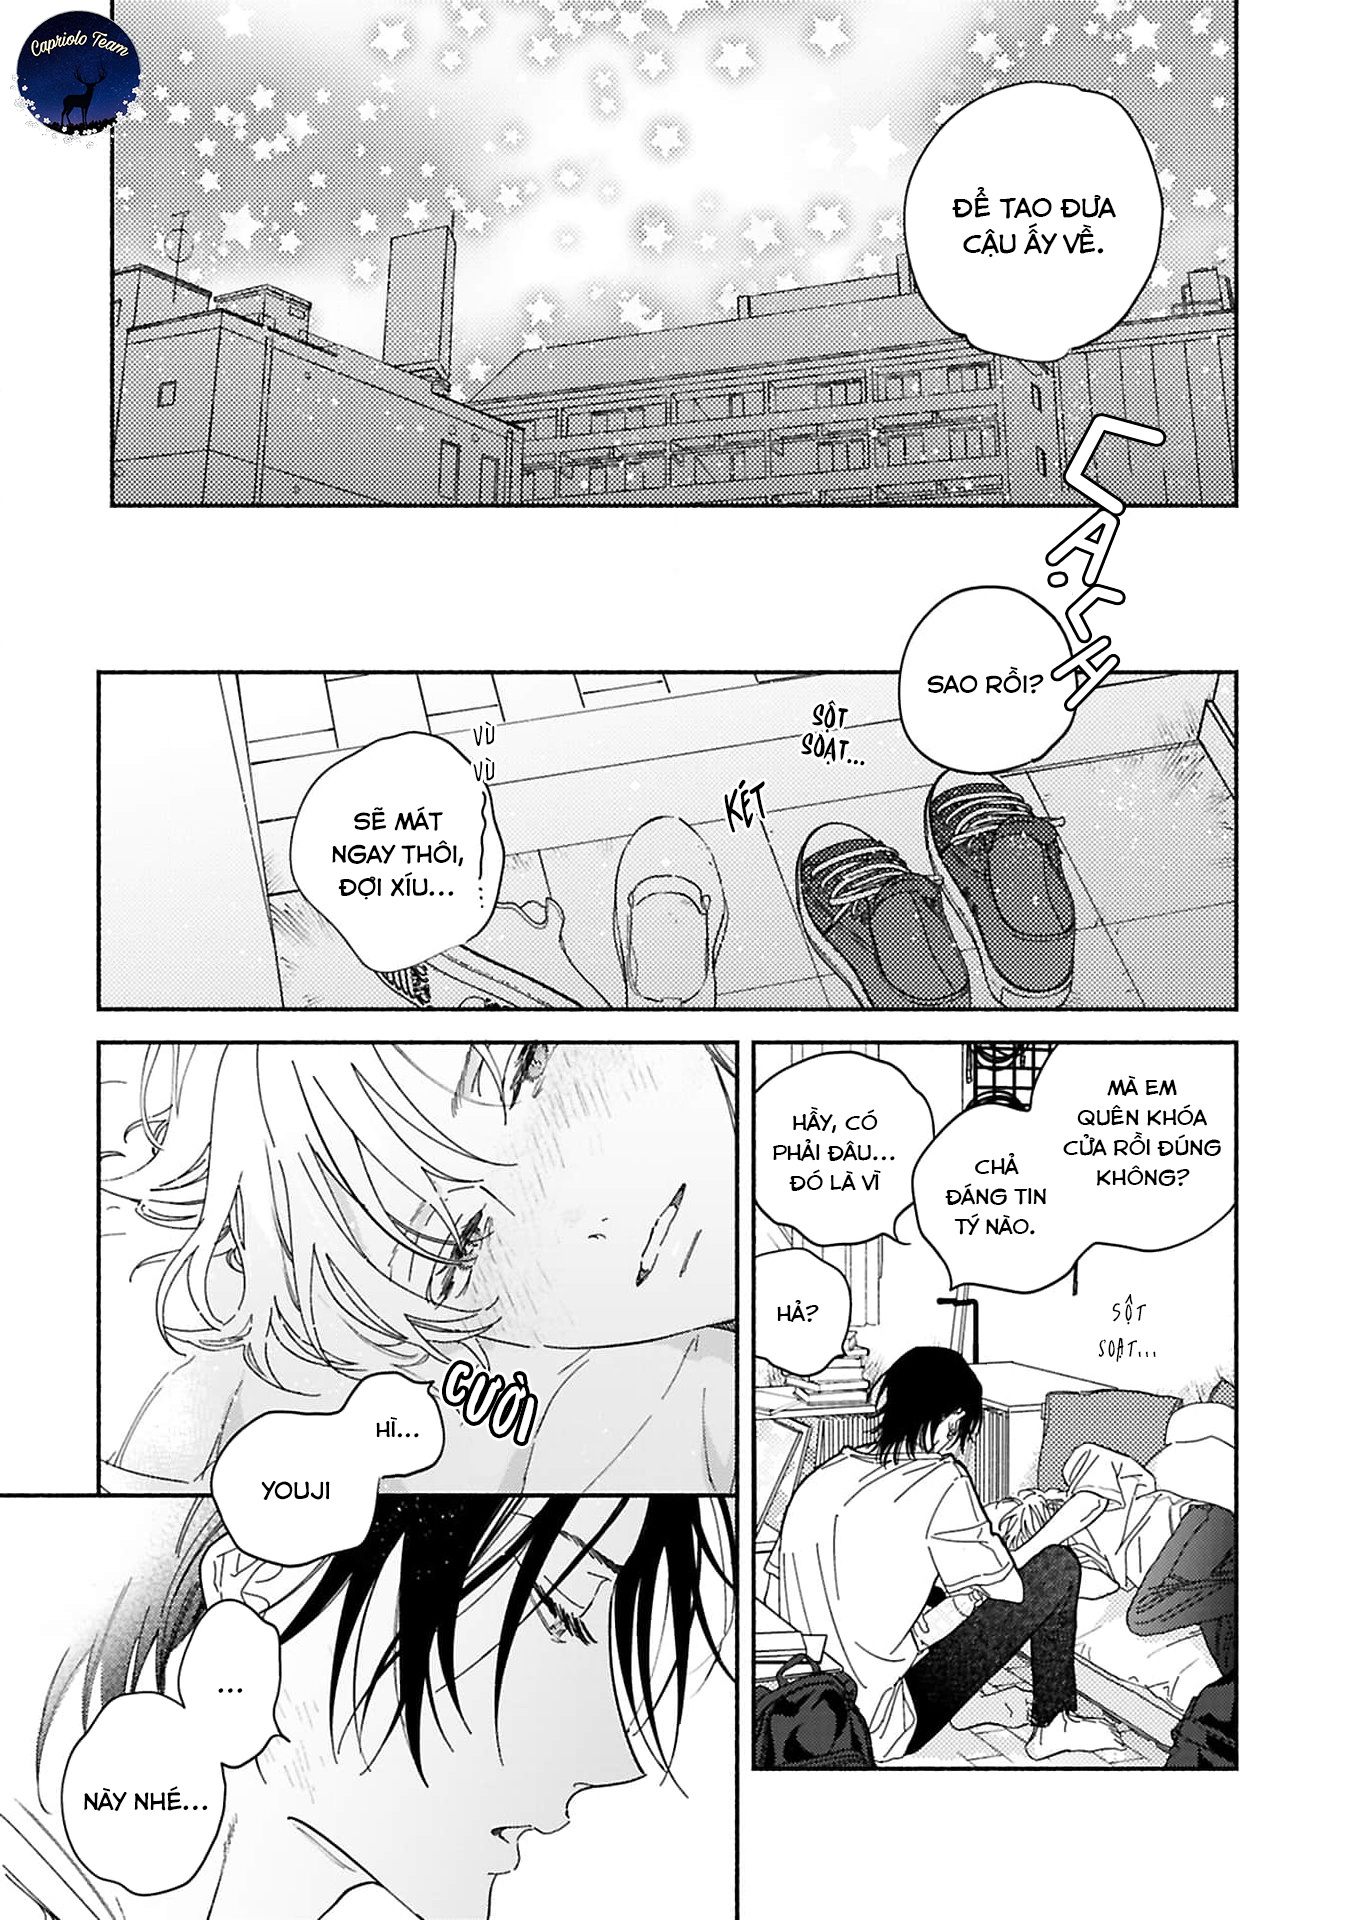 Capriolo Team
ĐỂ TAO ĐƯA
CẬU ẤY VỀ.
CẠCH
SAO RỒI?
SỘT
SOẠT...
KÉT
VÙ
VÙ
SẼ MÁT
NGAY THÔI,
ĐỢI XÍU...
MÀ EM
QUÊN KHÓA
CỬA RỒI ĐÚNG
KHÔNG?
CHẢ
ĐÁNG TIN
TÝ NÀO.
HẦY, CÓ
PHẢI ĐÂU...
ĐÓ LÀ VÌ
HẢ?
SỘT
SOẠT...
CƯỜI
HÌ...
YOUJI
...
NÀY NHÉ...